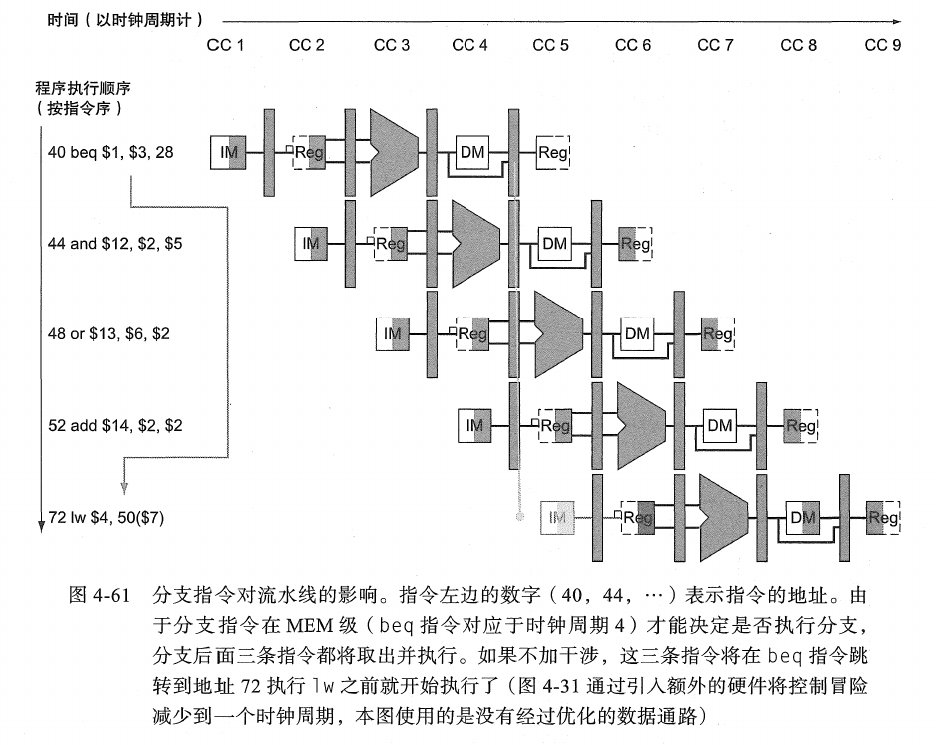 时间（以时钟周期计）
CC 1 CC 2 CC 3 CC 4 CC 5 CC 6 CC 7 CC 8 CC 9
程序执行顺序
（按指令序）
40 beq $1, $3, 28
IM Reg DM Reg
44 and $12, $2, $5
IM Reg DM Reg
48 or $13, $6, $2
IM Reg DM Reg
52 add $14, $2, $2
IM Reg DM Reg
72 lw $4, 50($7)
IM Reg DM Reg
图 4-61 分支指令对流水线的影响。指令左边的数字（40，44，…）表示指令的地址。由
于分支指令在 MEM 级（beq 指令对应于时钟周期 4）才能决定是否执行分支，
分支后面三条指令都将取出并执行。如果不加干涉，这三条指令将在 beq 指令跳
转到地址 72 执行 lw 之前就开始执行了（图 4-31 通过引入额外的硬件将控制冒险
减少到一个时钟周期，本图使用的是没有经过优化的数据通路）